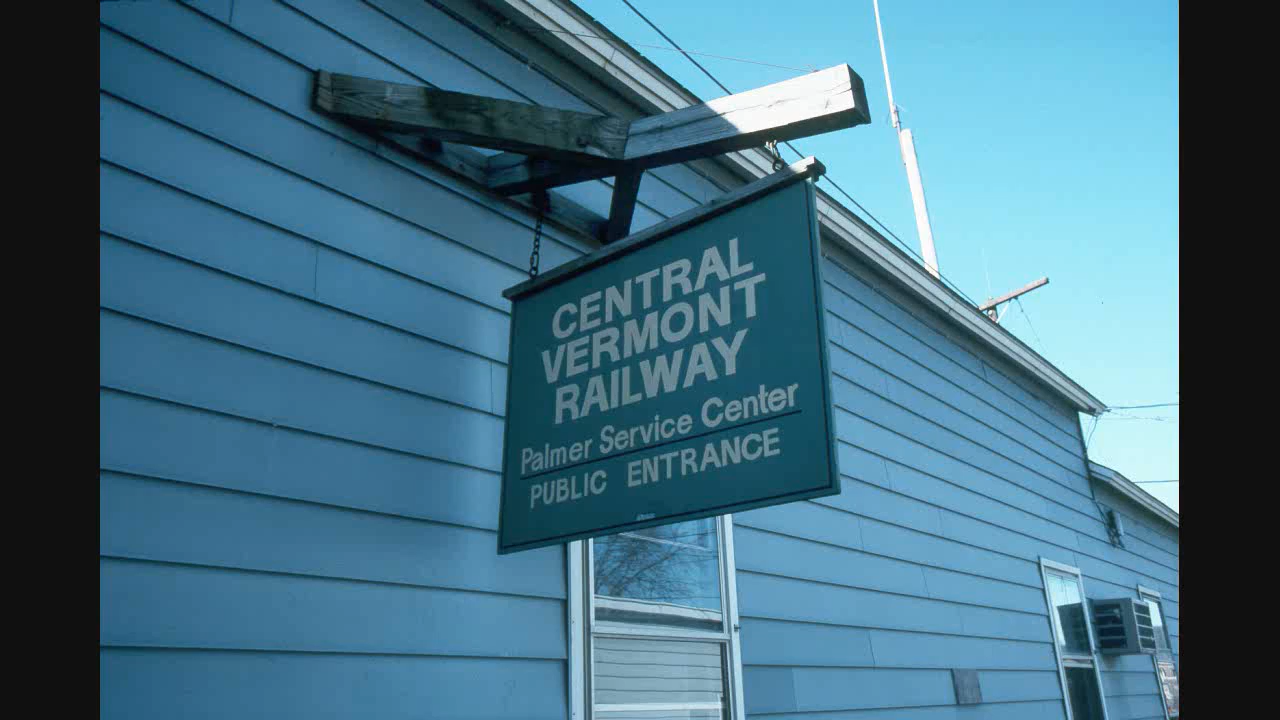 CENTRAL
VERMONT
RAILWAY
Palmer Service Center
PUBLIC ENTRANCE